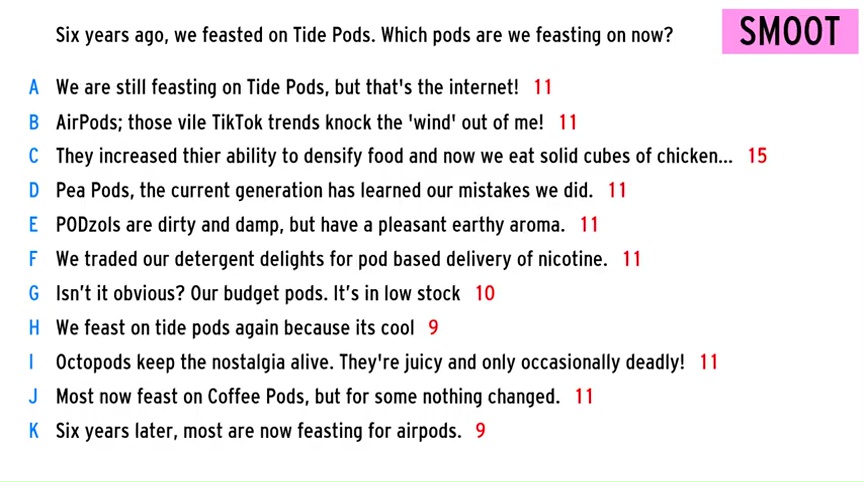 Six years ago, we feasted on Tide Pods. Which pods are we feasting on now?
SMOOT
A We are still feasting on Tide Pods, but that's the internet! 11
B AirPods; those vile TikTok trends knock the 'wind' out of me! 11
C They increased thier ability to densify food and now we eat solid cubes of chicken... 15
D Pea Pods, the current generation has learned our mistakes we did. 11
E PODzols are dirty and damp, but have a pleasant earthy aroma. 11
F We traded our detergent delights for pod based delivery of nicotine. 11
G Isn’t it obvious? Our budget pods. It’s in low stock 10
H We feast on tide pods again because its cool 9
I Octopods keep the nostalgia alive. They're juicy and only occasionally deadly! 11
J Most now feast on Coffee Pods, but for some nothing changed. 11
K Six years later, most are now feasting for airpods. 9